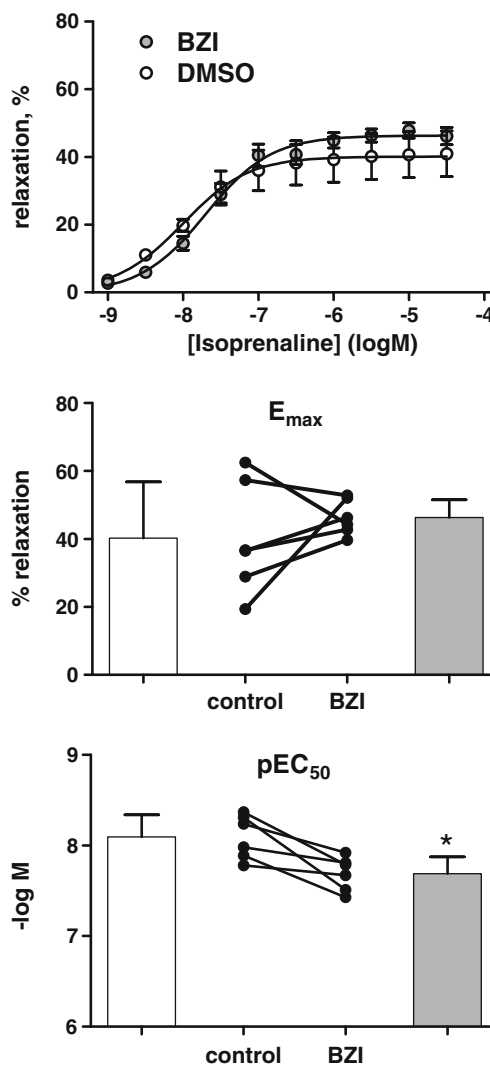 80
60
40
20
0
relaxation, %
BZI
DMSO
-9 -8 -7 -6 -5 -4
[Isoprenaline] (logM)
Emax
80
60
40
20
0
% relaxation
control BZI
pEC50
9
8
7
6
-log M
*
control BZI